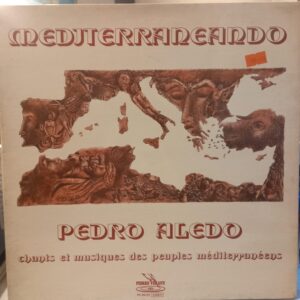 MEDITERRANEANDO
PEDRO ALEDO
chants et musiques des peuples méditerranéens